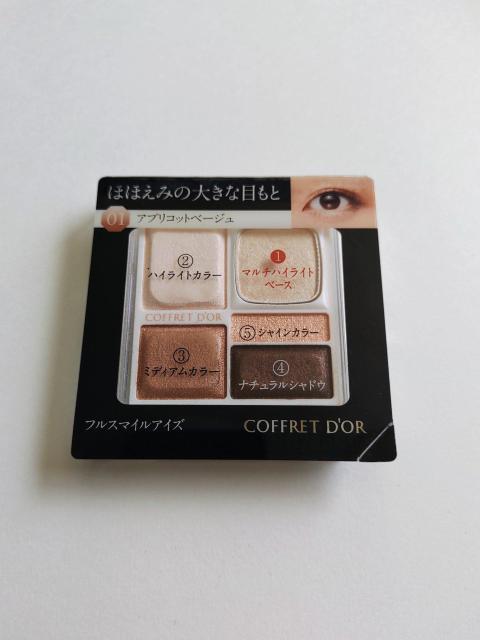 ほほえみの大きな目もと
01 アプリコットベージュ
②
ハイライトカラー
①
マルチハイライト
ベース
COFFRET D'OR
⑤シャインカラー
③
ミディアムカラー
④
ナチュラルシャドウ
フルスマイルアイズ
COFFRET D'OR